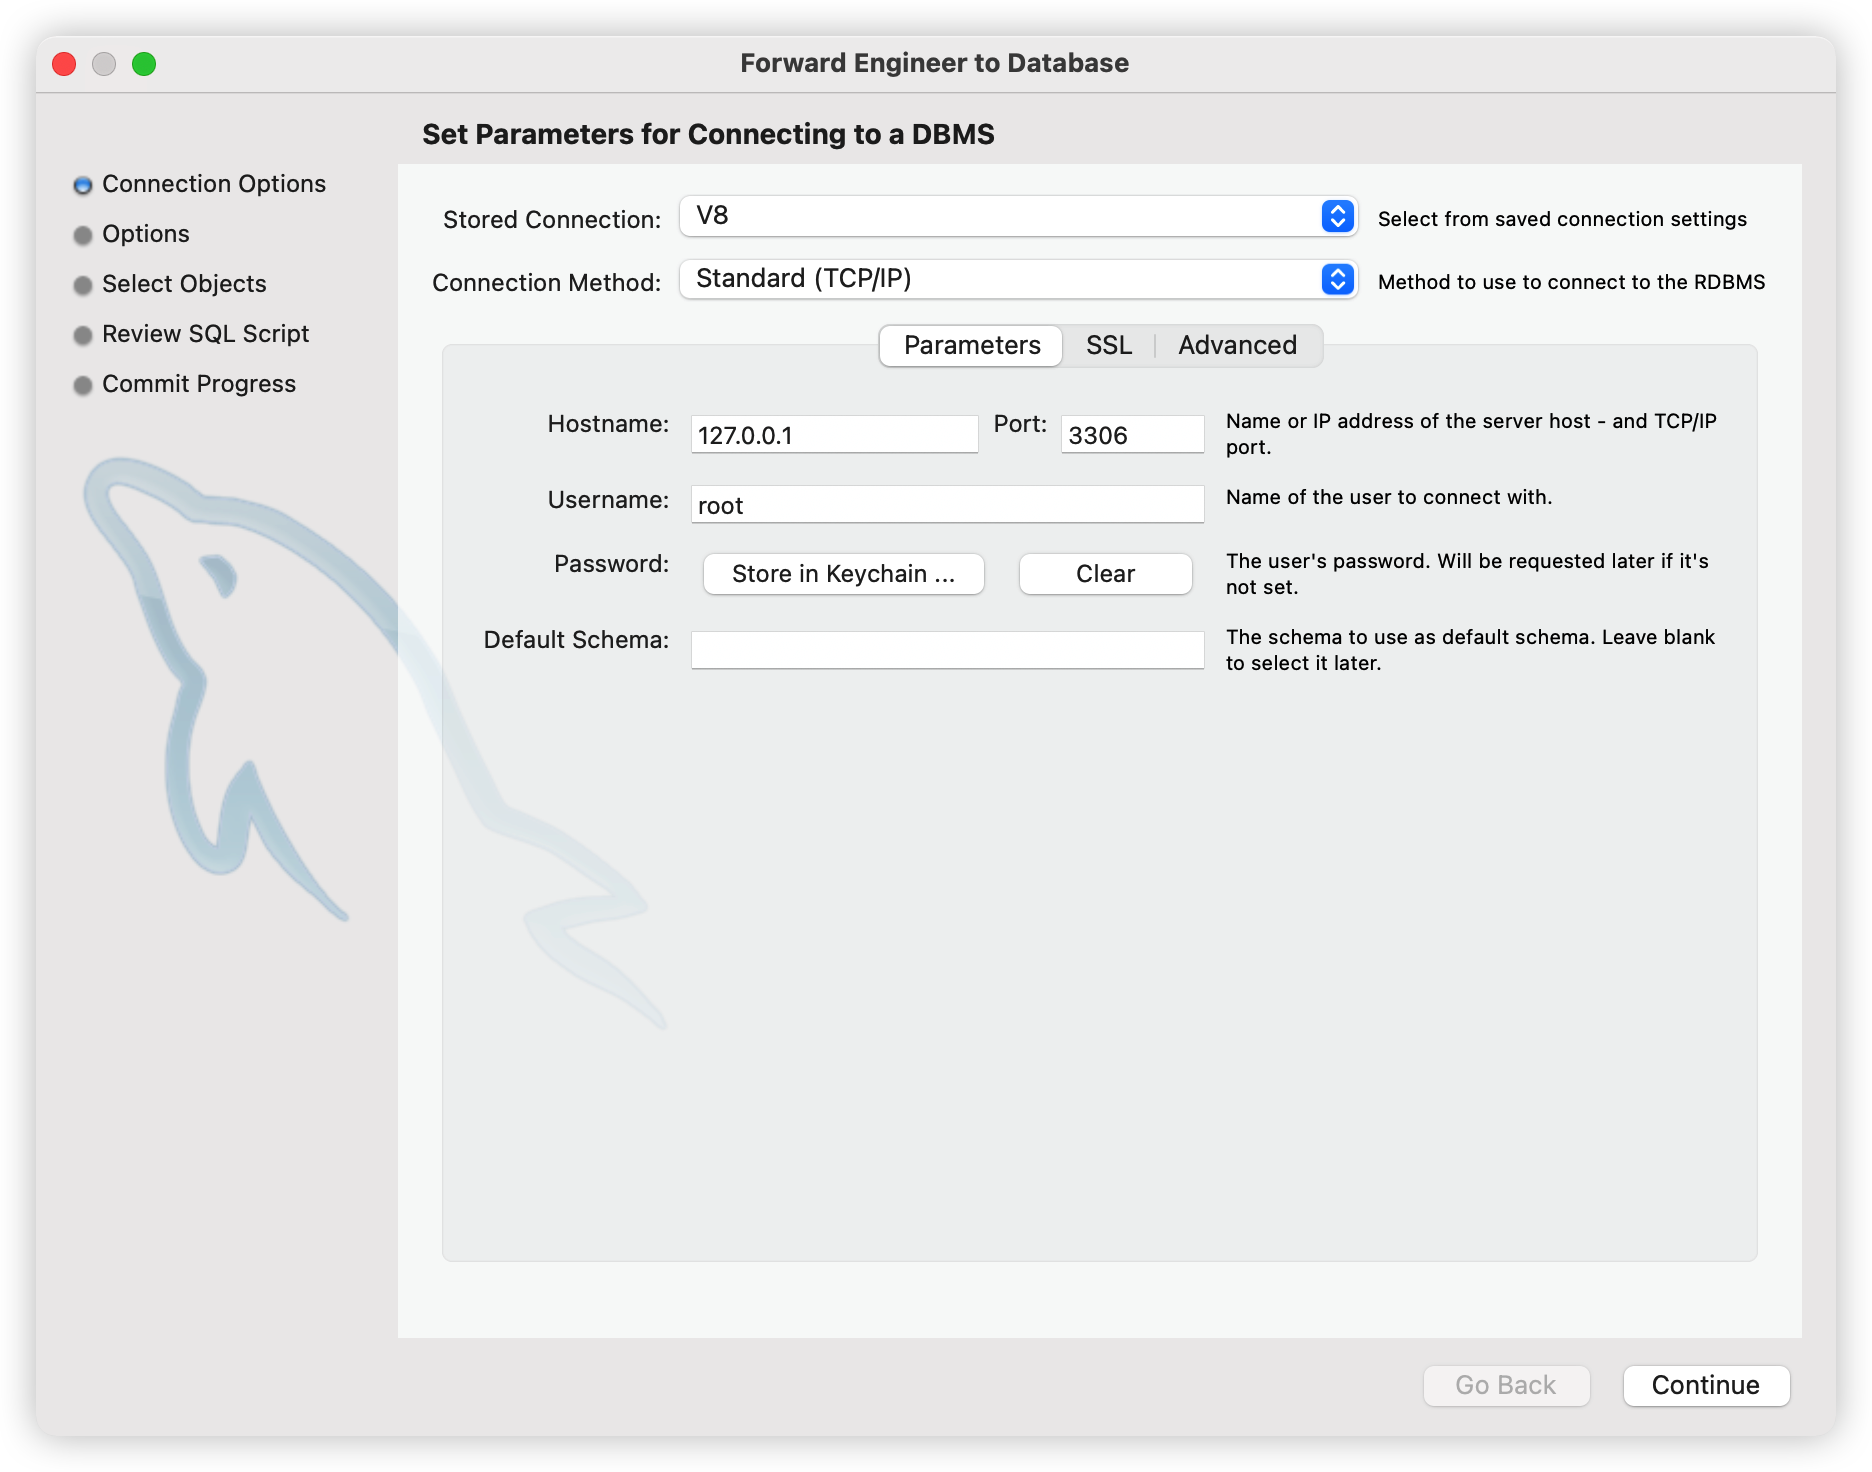 Forward Engineer to Database
Set Parameters for Connecting to a DBMS
Connection Options
Options
Select Objects
Review SQL Script
Commit Progress
Stored Connection: V8 Select from saved connection settings
Connection Method: Standard (TCP/IP) Method to use to connect to the RDBMS
Parameters SSL Advanced
Hostname: 127.0.0.1 Port: 3306 Name or IP address of the server host - and TCP/IP
port.
Username: root Name of the user to connect with.
Password: Store in Keychain ... Clear The user's password. Will be requested later if it's
not set.
Default Schema: The schema to use as default schema. Leave blank
to select it later.
Go Back Continue